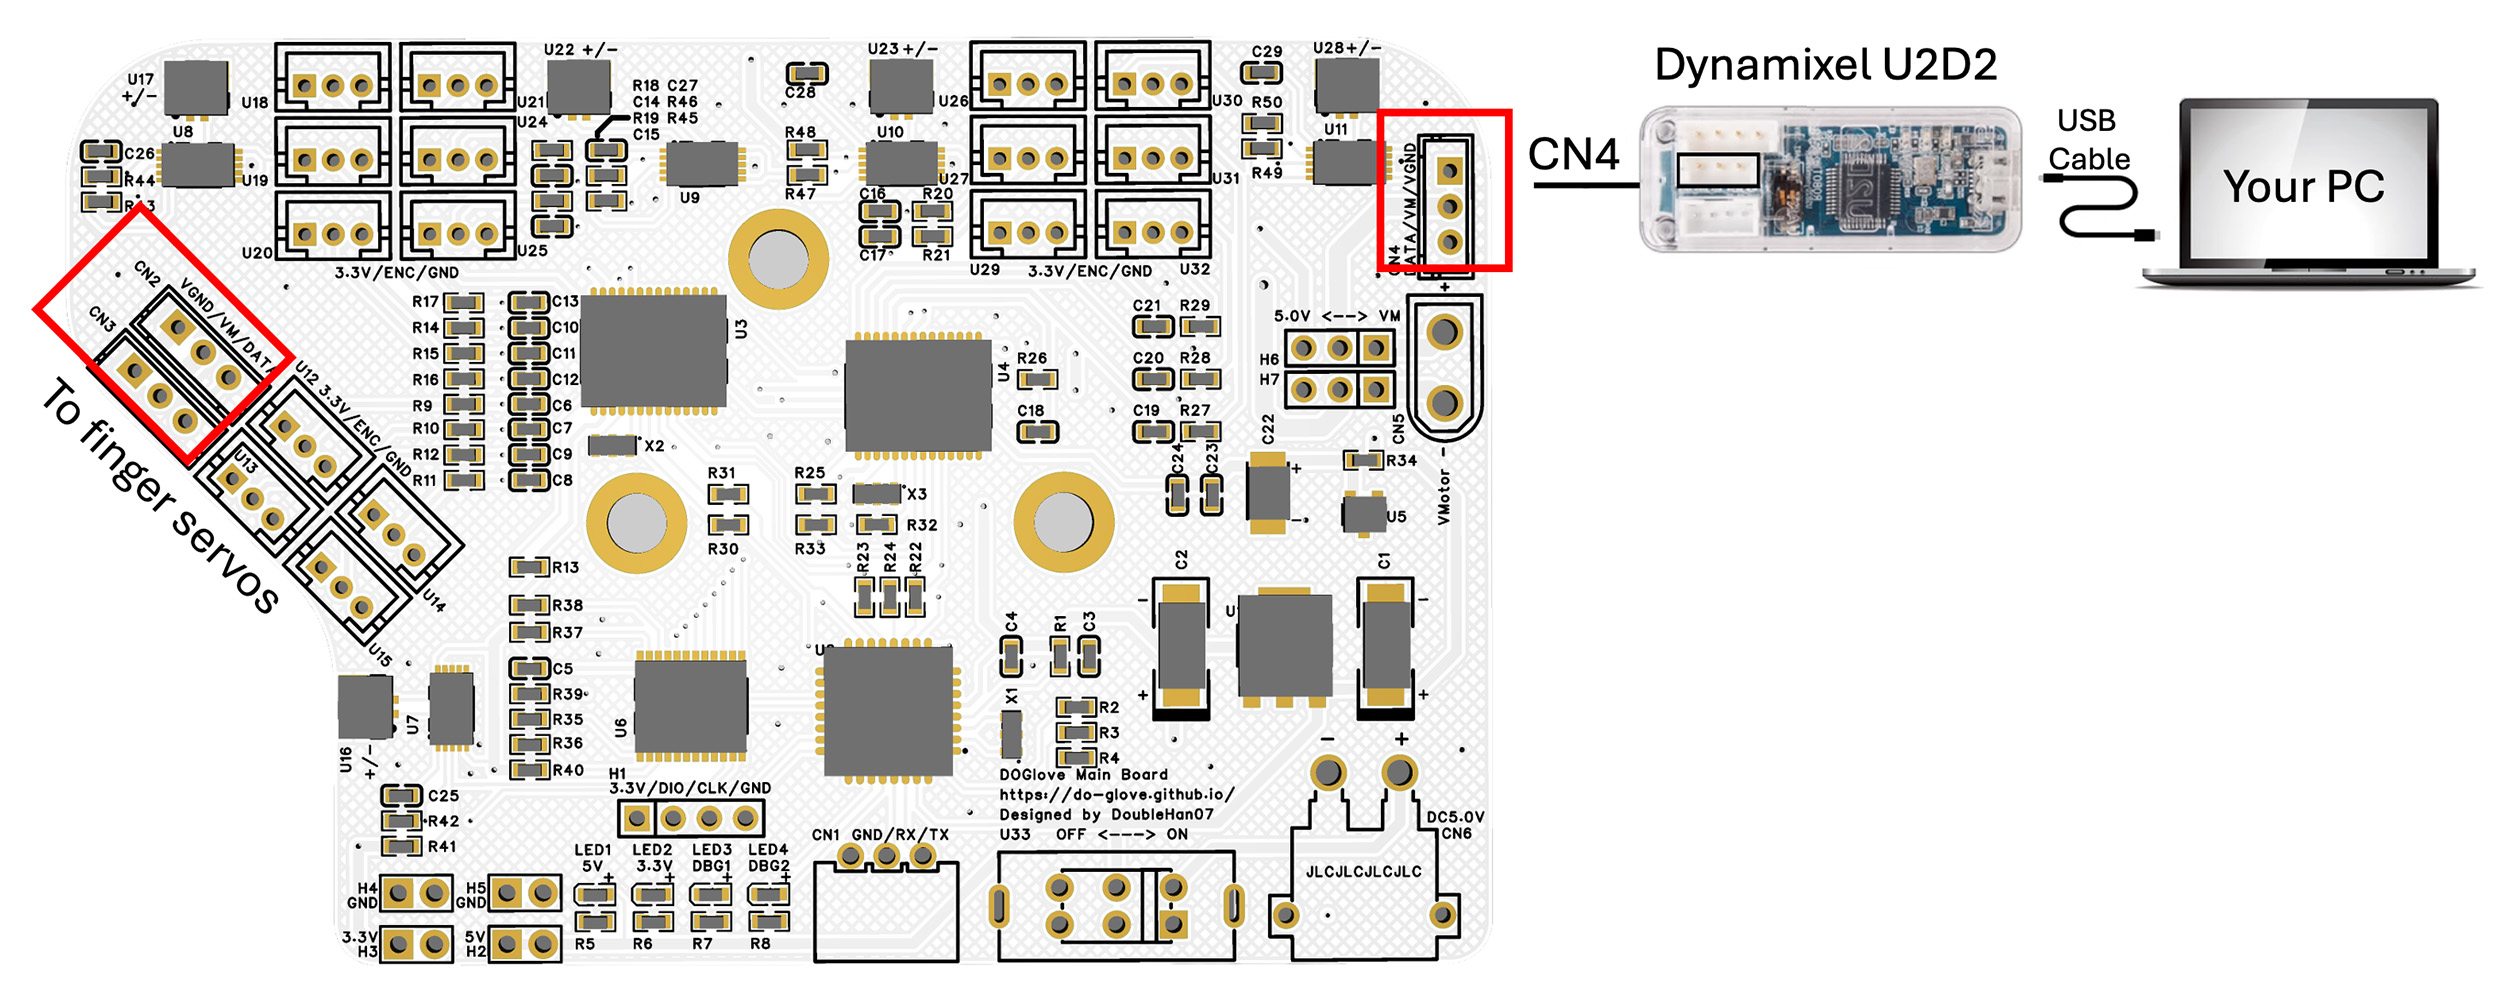 Dynamixel U2D2
CN4
USB
Cable
Your PC
To finger servos
U17
+/-
U18
U8
C26
R44
U19
U20
3.3V/ENC/GND
U22 +/-
U21
U24
U25
R18 C27
C14 R46
R19 R45
C15
U9
C28
R48
R47
U23 +/-
U10
U26
U27
C16 R20
C17 R21
U29
3.3V/ENC/GND
U32
U30
U31
C29
R50
R49
U28+/-
U11
CN4
DATA/VM/VGND
CN2
VGND/VM/DATA
CN3
U12 3.3V/ENC/GND
U13
U14
U15
R17 C13
R14 C10
R15 C11
R16 C12
R9 C6
R10 C7
R12 C9
R11 C8
U3
X2
U4
R26
C18
C21 R29
C20 R28
C19 R27
5.0V <--> VM
H6
H7
+
CN5
VMotor -
C22
+
-
C24
C23
R34
U5
R31
R30
R25
X3
R33
R32
R23
R24
R22
R13
R38
R37
C5
R39
R35
R36
R40
U6
U7
U16
+/-
C4
R1
C3
X1
R2
R3
R4
C2
-
+
C1
-
+
C25
R42
R41
H1
3.3V/DIO/CLK/GND
DOGlove Main Board
https://do-glove.github.io/
Designed by DoubleHan07
U33 OFF <---> ON
CN1 GND/RX/TX
- +
DC5.0V
CN6
JLCJLCJLCJLC
LED1
5V
+
LED2
3.3V
+
LED3
DBG1
+
LED4
DBG2
+
R5 R6 R7 R8
H4
GND
H5
GND
3.3V
H3
5V
H2